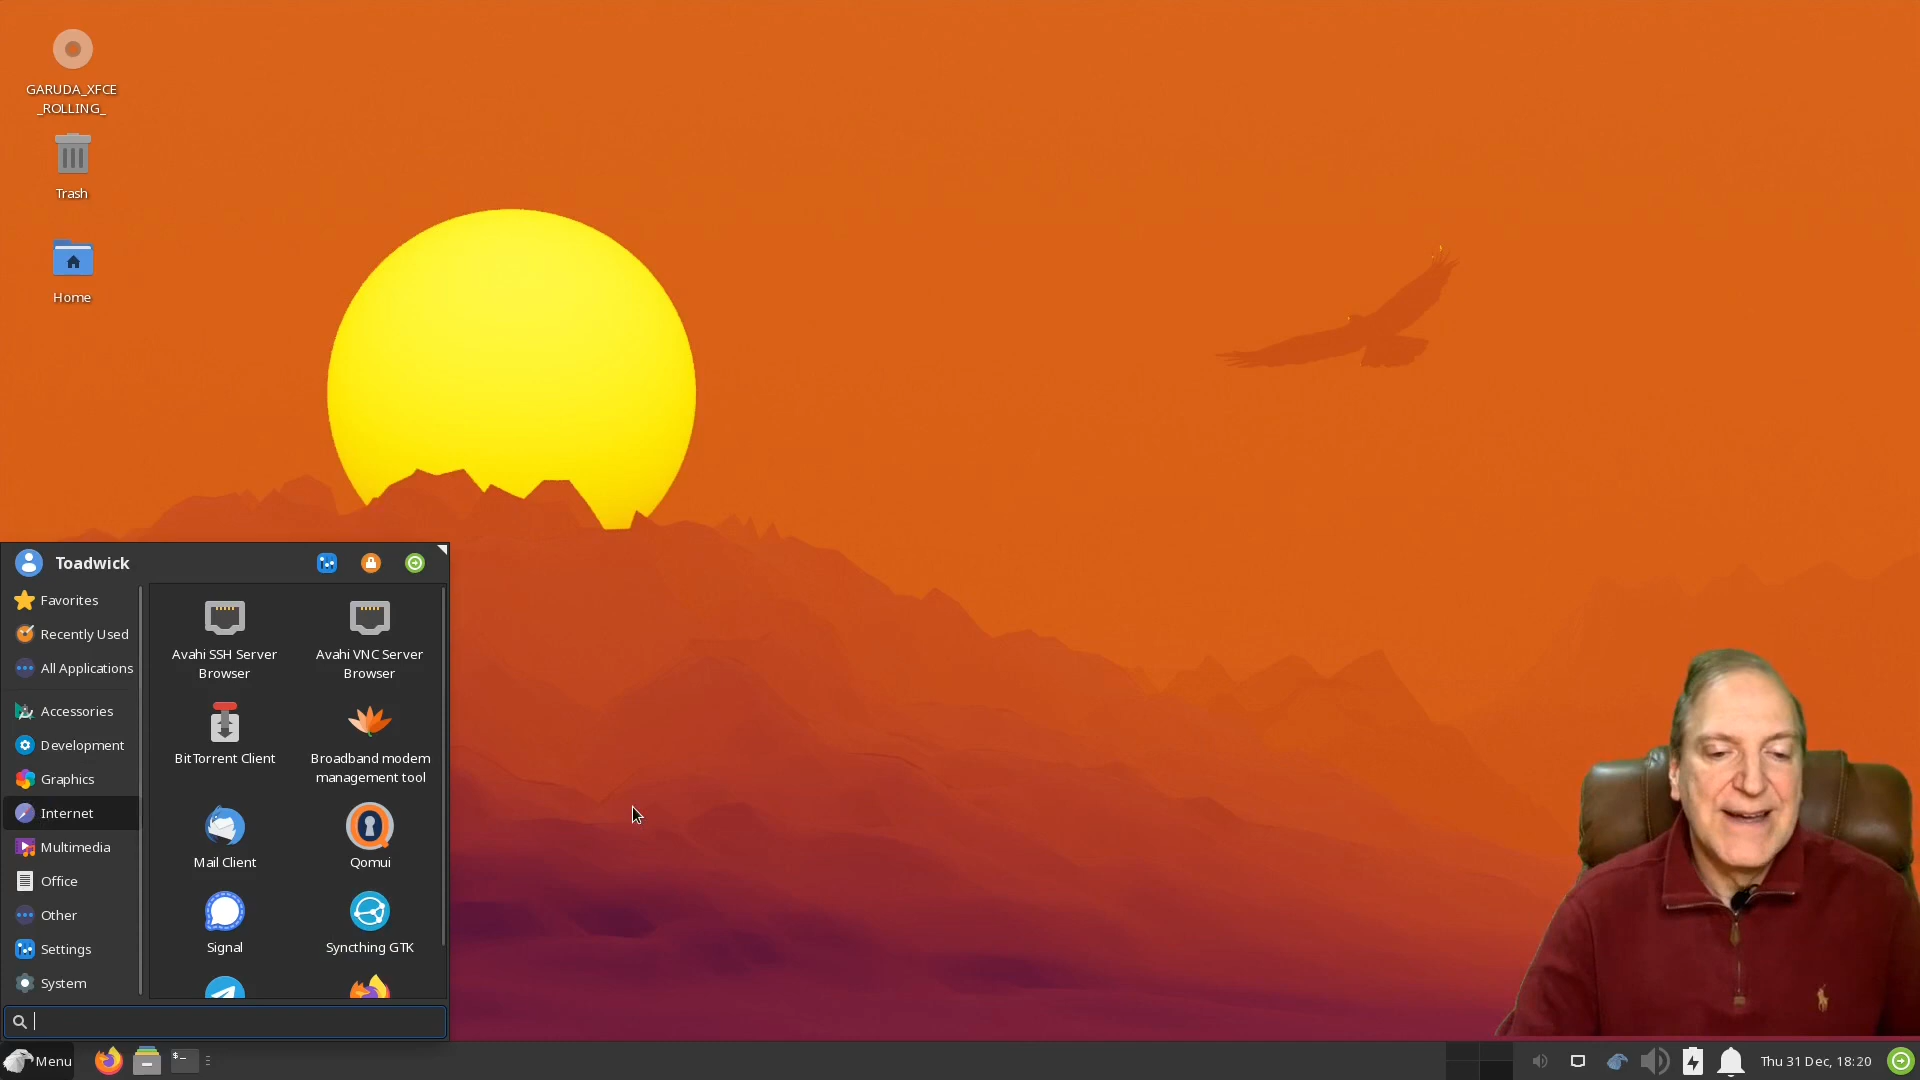 GARUDA_XFCE
_ROLLING_
Trash
Home
Toadwick
Favorites
Recently Used
All Applications
Accessories
Development
Graphics
Internet
Multimedia
Office
Other
Settings
System
Avahi SSH Server
Browser
Avahi VNC Server
Browser
BitTorrent Client
Broadband modem
management tool
Mail Client
Qomui
Signal
Syncthing GTK
Menu
$_
Thu 31 Dec, 18:20